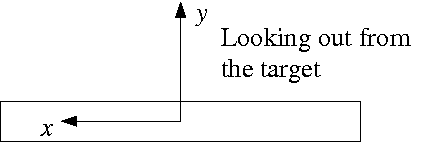 y
Looking out from
the target
x